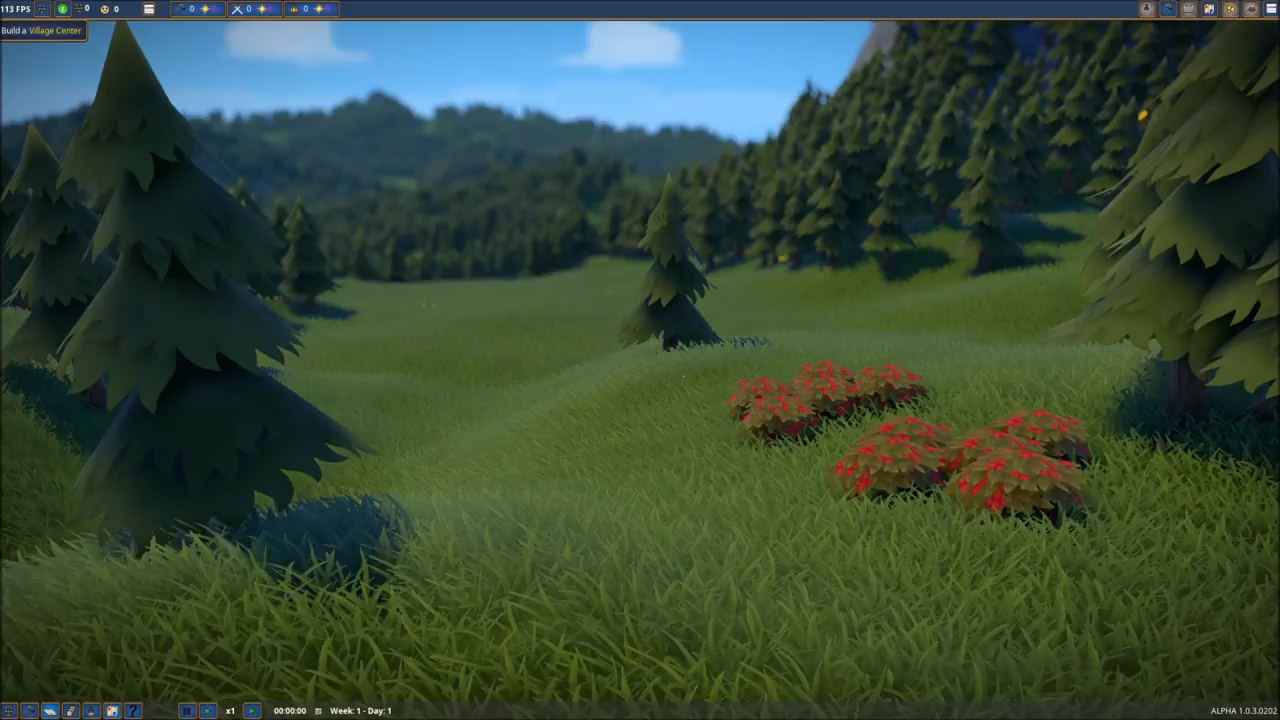 113 FPS 0 0 0 0 0
Build a Village Center
x1 00:00:00 Week: 1 - Day: 1 ALPHA 1.0.3.0202